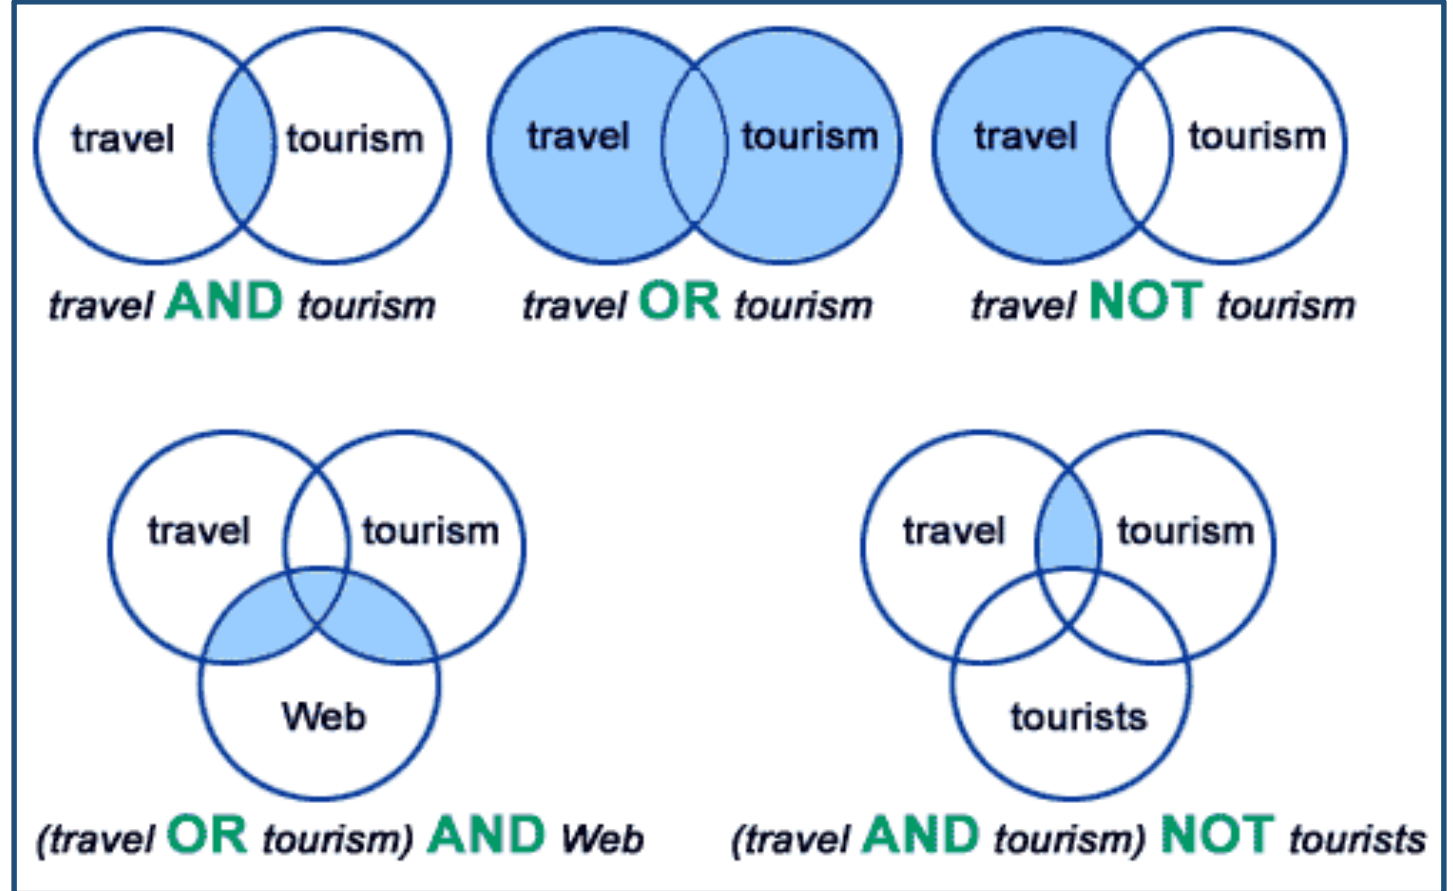 travel tourism
travel AND tourism
travel tourism
travel OR tourism
travel tourism
travel NOT tourism
travel tourism
Web
(travel OR tourism) AND Web
travel tourism
tourists
(travel AND tourism) NOT tourists